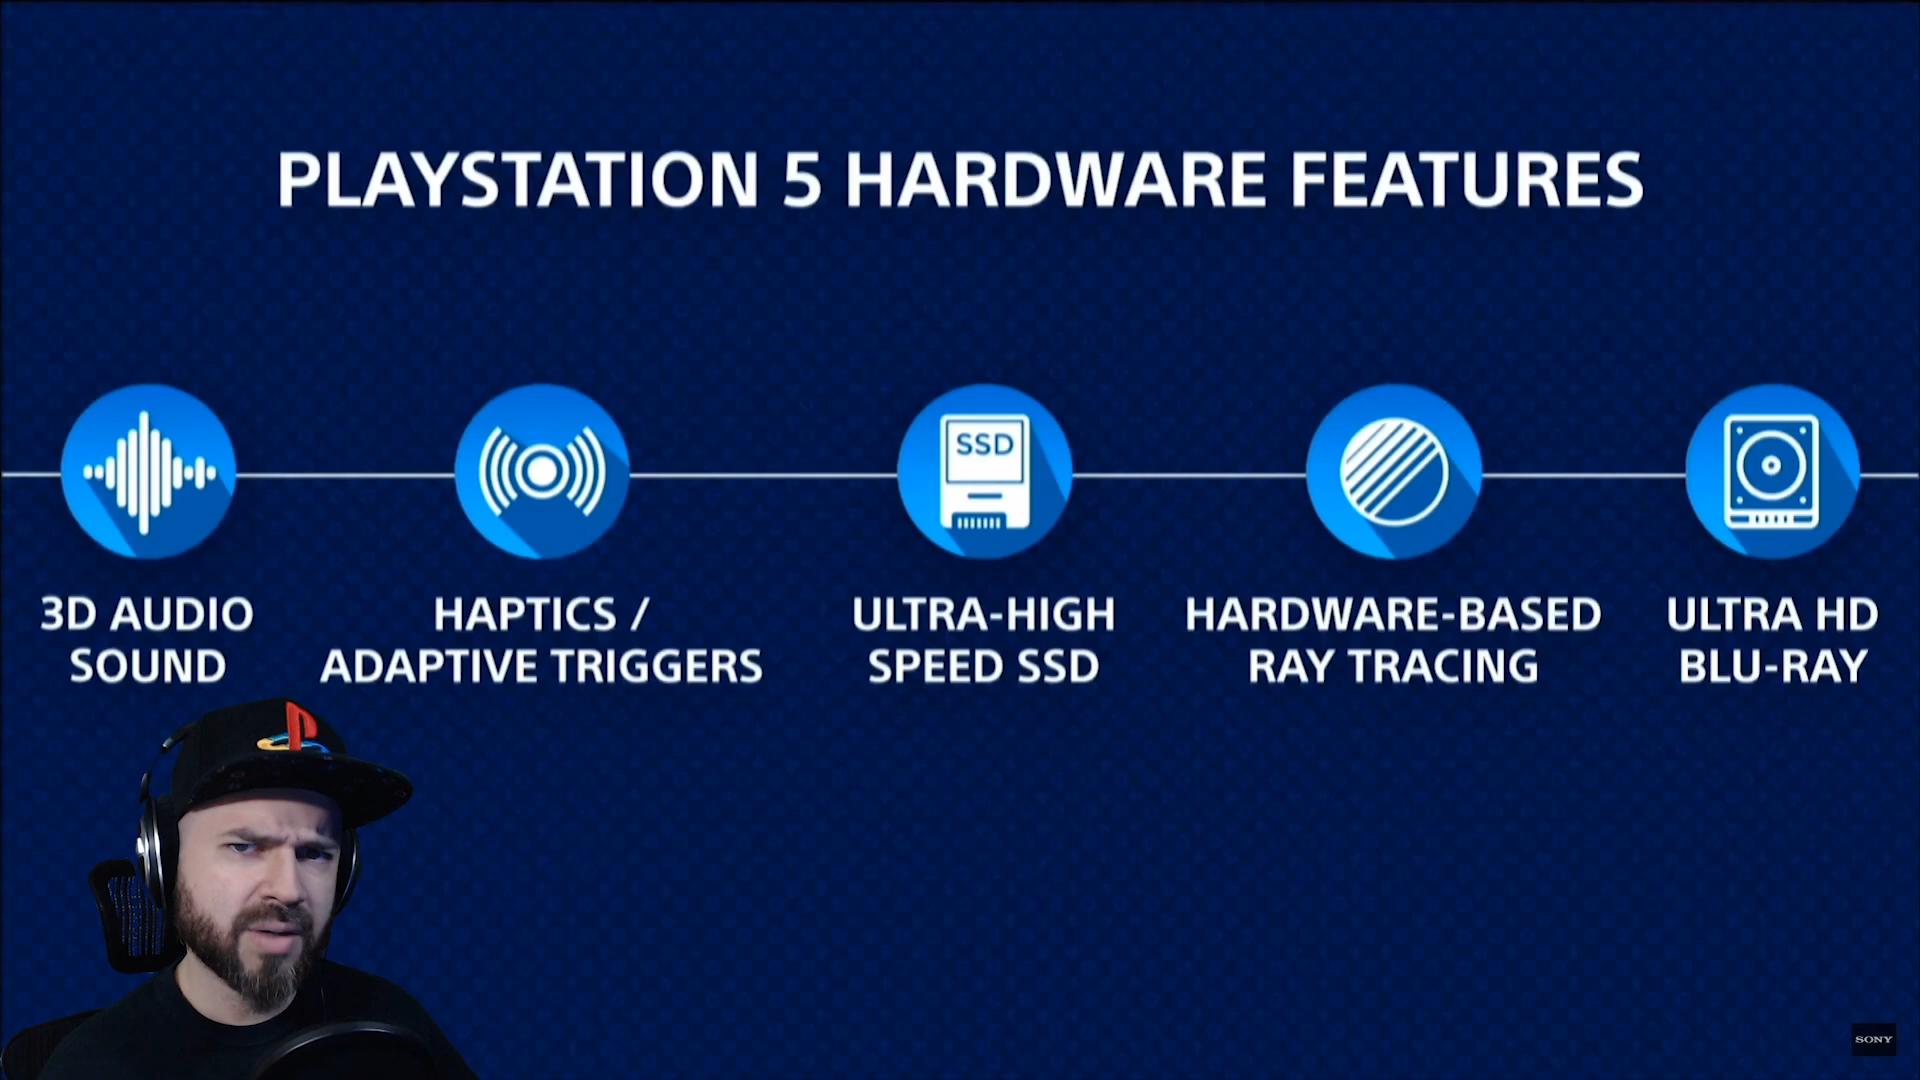 PLAYSTATION 5 HARDWARE FEATURES
SSD
3D AUDIO
SOUND
HAPTICS /
ADAPTIVE TRIGGERS
ULTRA-HIGH
SPEED SSD
HARDWARE-BASED
RAY TRACING
ULTRA HD
BLU-RAY
SONY